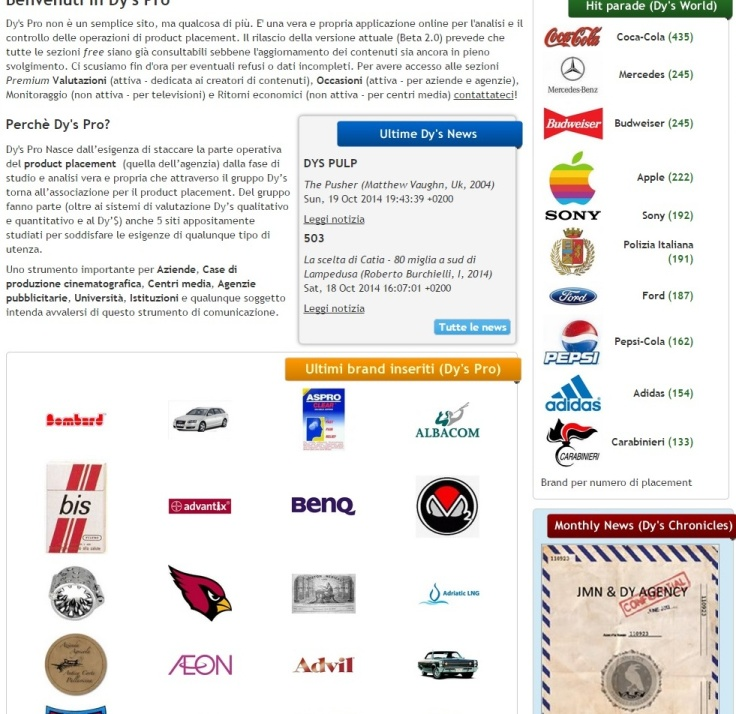 Benvenuti in Dy's Pro
Dy's Pro non è un semplice sito, ma qualcosa di più. E' una vera e propria applicazione online per l'analisi e il
controllo delle operazioni di product placement. Il rilascio della versione attuale (Beta 2.0) prevede che
tutte le sezioni free siano già consultabili sebbene l'aggiornamento dei contenuti sia ancora in pieno
svolgimento. Ci scusiamo fin d'ora per eventuali refusi o dati incompleti. Per avere accesso alle sezioni
Premium Valutazioni (attiva - dedicata ai creatori di contenuti), Occasioni (attiva - per aziende e agenzie),
Monitoraggio (non attiva - per televisioni) e Ritorni economici (non attiva - per centri media) contattateci!
Perchè Dy's Pro?
Dy's Pro Nasce dall'esigenza di staccare la parte operativa
del product placement (quella dell'agenzia) dalla fase di
studio e analisi vera e propria che attraverso il gruppo Dy's
torna all'associazione per il product placement. Del gruppo
fanno parte (oltre ai sistemi di valutazione Dy's qualitativo
e quantitativo e al Dy'$) anche 5 siti appositamente
studiati per soddisfare le esigenze di qualunque tipo di
utenza.
Uno strumento importante per Aziende, Case di
produzione cinematografica, Centri media, Agenzie
pubblicitarie, Università, Istituzioni e qualunque soggetto
intenda avvalersi di questo strumento di comunicazione.
Ultime Dy's News
DYS PULP
The Pusher (Matthew Vaughn, Uk, 2004)
Sun, 19 Oct 2014 19:43:39 +0200
Leggi notizia
503
La scelta di Catia - 80 miglia a sud di
Lampedusa (Roberto Burchielli, I, 2014)
Sat, 18 Oct 2014 16:07:01 +0200
Leggi notizia
Tutte le news
Ultimi brand inseriti (Dy's Pro)
Bombard
ASPRO
CLEAR
ALBACOM
bis
advantix
BENQ
Adriatic LNG
ÆON
Advil
Hit parade (Dy's World)
Coca-Cola
Coca-Cola (435)
Mercedes-Benz
Mercedes (245)
Budweiser
Budweiser (245)
Apple (222)
SONY
Sony (192)
Polizia Italiana
(191)
Ford
Ford (187)
PEPSI
Pepsi-Cola (162)
adidas
Adidas (154)
CARABINIERI
Carabinieri (133)
Brand per numero di placement
Monthly News (Dy's Chronicles)
110923
JMN & DY AGENCY
CONFIDENTIAL
110923
110923